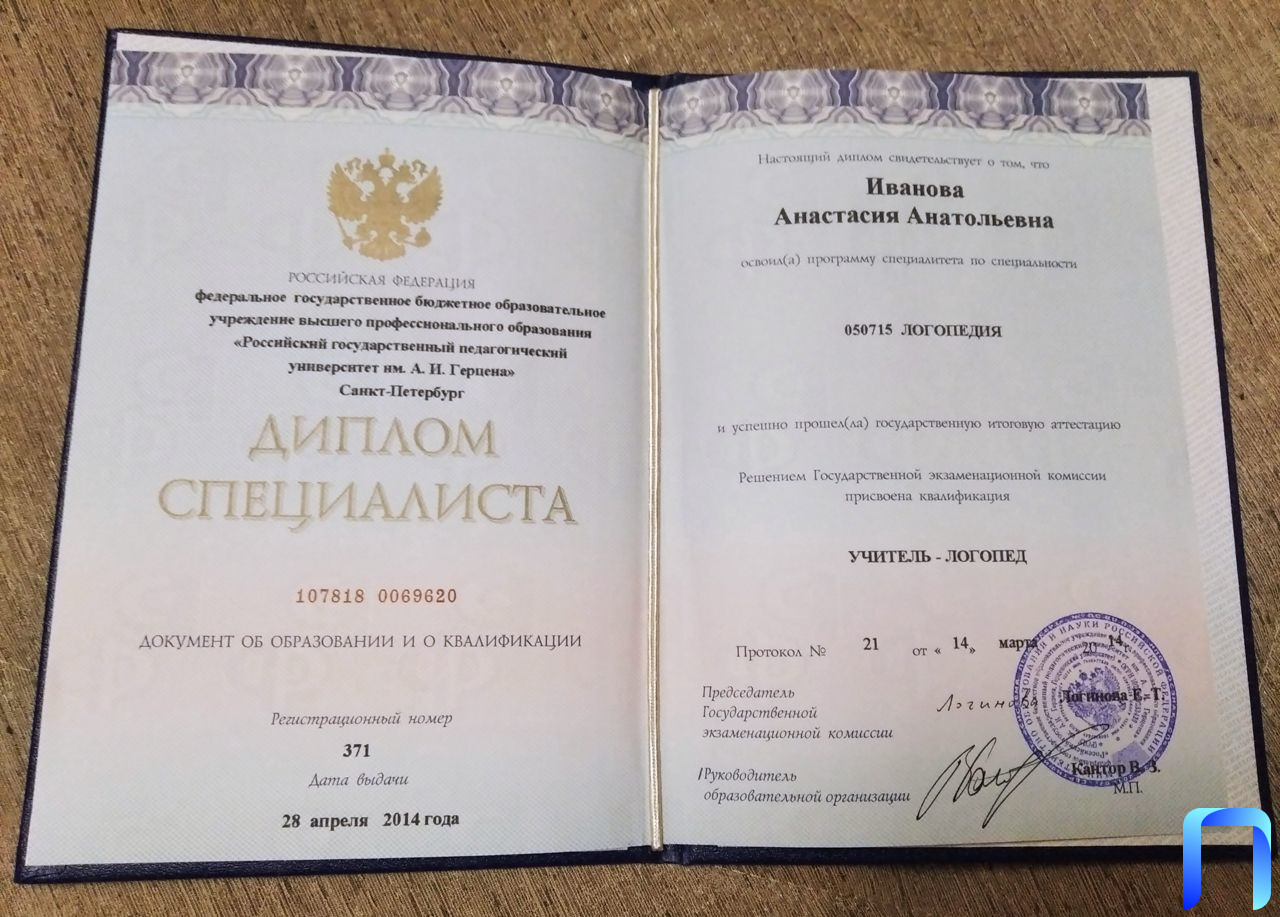 РОССИЙСКАЯ ФЕДЕРАЦИЯ
федеральное государственное бюджетное образовательное
учреждение высшего профессионального образования
«Российский государственный педагогический
университет им. А. И. Герцена»
Санкт-Петербург
ДИПЛОМ
СПЕЦИАЛИСТА
107818 0069620
ДОКУМЕНТ ОБ ОБРАЗОВАНИИ И О КВАЛИФИКАЦИИ
Регистрационный номер
371
Дата выдачи
28 апреля 2014 года
Настоящий диплом свидетельствует о том, что
Иванова
Анастасия Анатольевна
освоил(а) программу специалитета по специальности
050715 ЛОГОПЕДИЯ
и успешно прошел(ла) государственную итоговую аттестацию
Решением Государственной экзаменационной комиссии
присвоена квалификация
УЧИТЕЛЬ - ЛОГОПЕД
Протокол № 21 от « 14 » марта 20 14
Председатель
Государственной
экзаменационной комиссии
Логинова Логинова Е. Т.
Руководитель
образовательной организации
Кантор В. З.
М.П.